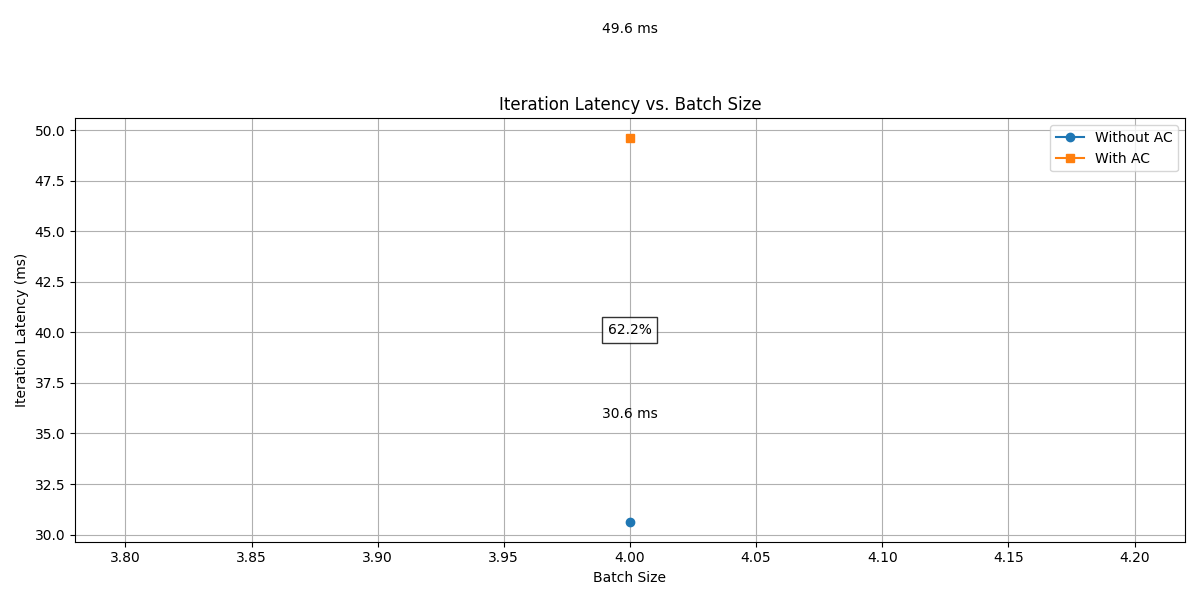 49.6 ms
Iteration Latency vs. Batch Size
Without AC
With AC
50.0
47.5
45.0
42.5
40.0
37.5
35.0
32.5
30.0
Iteration Latency (ms)
62.2%
30.6 ms
3.80 3.85 3.90 3.95 4.00 4.05 4.10 4.15 4.20
Batch Size